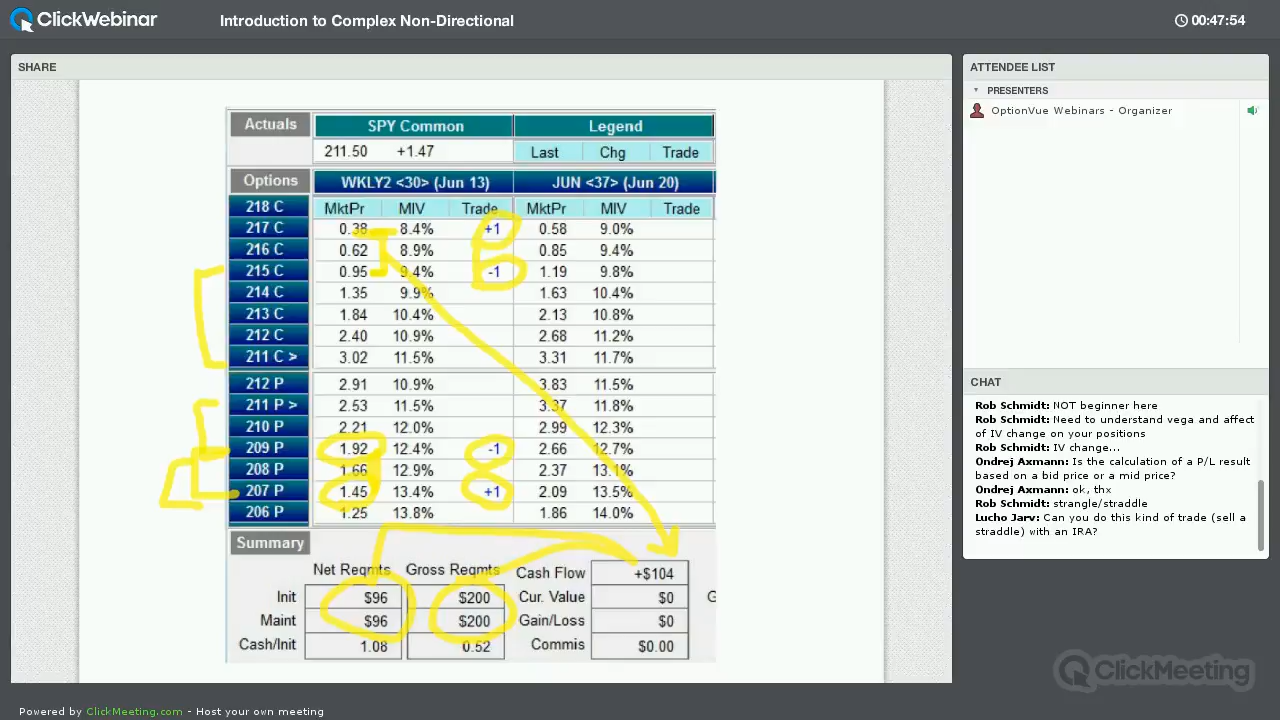 ClickWebinar
Introduction to Complex Non-Directional
00:47:54
SHARE
Actuals SPY Common Legend
211.50 +1.47 Last Chg Trade
Options WKLY2 <30> (Jun 13) JUN <37> (Jun 20)
218 C MktPr MIV Trade MktPr MIV Trade
217 C 0.38 8.4% +1 0.58 9.0%
216 C 0.62 8.9% 0.85 9.4%
215 C 0.95 9.4% -1 1.19 9.8%
214 C 1.35 9.9% 1.63 10.4%
213 C 1.84 10.4% 2.13 10.8%
212 C 2.40 10.9% 2.68 11.2%
211 C > 3.02 11.5% 3.31 11.7%
212 P 2.91 10.9% 3.83 11.5%
211 P > 2.53 11.5% 3.37 11.8%
210 P 2.21 12.0% 2.99 12.3%
209 P 1.92 12.4% -1 2.66 12.7%
208 P 1.66 12.9% 2.37 13.1%
207 P 1.45 13.4% +1 2.09 13.5%
206 P 1.25 13.8% 1.86 14.0%
Summary
Net Reqmts Gross Reqmts Cash Flow +$104
Init $96 $200 Cur. Value $0 G
Maint $96 $200 Gain/Loss $0
Cash/Init 1.08 0.52 Commis $0.00
ATTENDEE LIST
PRESENTERS
OptionVue Webinars - Organizer
CHAT
Rob Schmidt: NOT beginner here
Rob Schmidt: Need to understand vega and affect
of IV change on your positions
Rob Schmidt: IV change...
Ondrej Axmann: Is the calculation of a P/L result
based on a bid price or a mid price?
Ondrej Axmann: ok, thx
Rob Schmidt: strangle/straddle
Lucho Jarv: Can you do this kind of trade (sell a
straddle) with an IRA?
ClickMeeting
Powered by ClickMeeting.com - Host your own meeting